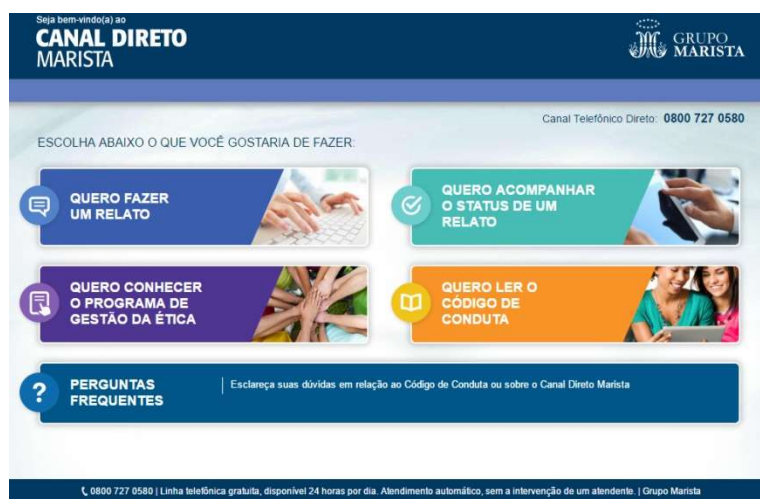 Seja bem-vindo(a) ao
CANAL DIRETO
MARISTA
GRUPO
MARISTA
Canal Telefônico Direto: 0800 727 0580
ESCOLHA ABAIXO O QUE VOCÊ GOSTARIA DE FAZER:
QUERO FAZER
UM RELATO
QUERO ACOMPANHAR
O STATUS DE UM
RELATO
QUERO CONHECER
O PROGRAMA DE
GESTÃO DA ÉTICA
QUERO LER O
CÓDIGO DE
CONDUTA
?
PERGUNTAS
FREQUENTES
Esclareça suas dúvidas em relação ao Código de Conduta ou sobre o Canal Direto Marista
0800 727 0580 | Linha telefônica gratuita, disponível 24 horas por dia. Atendimento automático, sem a intervenção de um atendente. | Grupo Marista